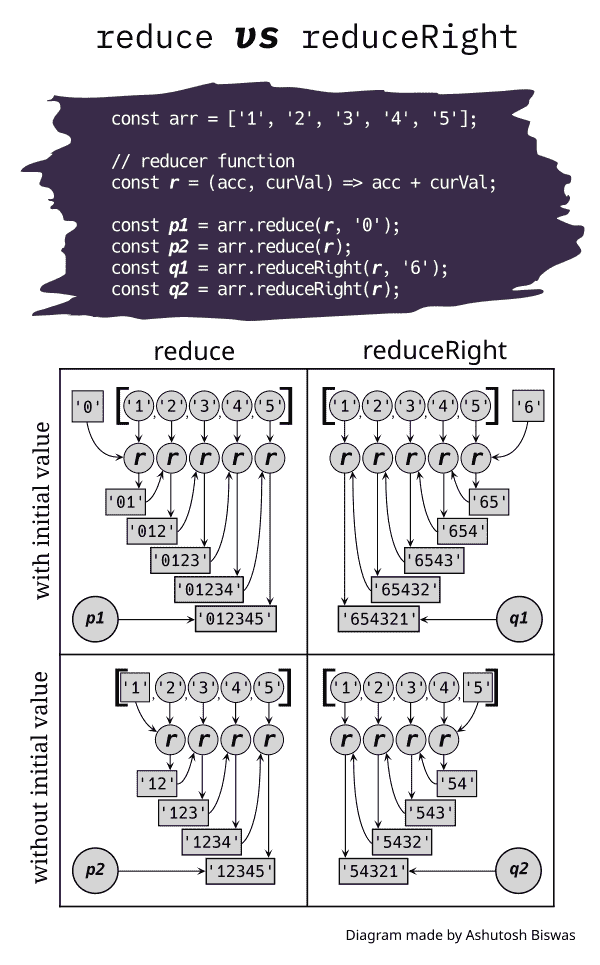 reduce vs reduceRight
const arr = ['1', '2', '3', '4', '5'];
// reducer function
const r = (acc, curVal) => acc + curVal;
const p1 = arr.reduce(r, '0');
const p2 = arr.reduce(r);
const q1 = arr.reduceRight(r, '6');
const q2 = arr.reduceRight(r);
reduce
reduceRight
with initial value
'0' ['1', '2', '3', '4', '5']
r r r r r
'01'
'012'
'0123'
'01234'
p1 '012345'
['1', '2', '3', '4', '5'] '6'
r r r r r
'65'
'654'
'6543'
'65432'
'654321' q1
without initial value
['1', '2', '3', '4', '5']
r r r r
'12'
'123'
'1234'
p2 '12345'
['1', '2', '3', '4', '5']
r r r r
'54'
'543'
'5432'
'54321' q2
Diagram made by Ashutosh Biswas